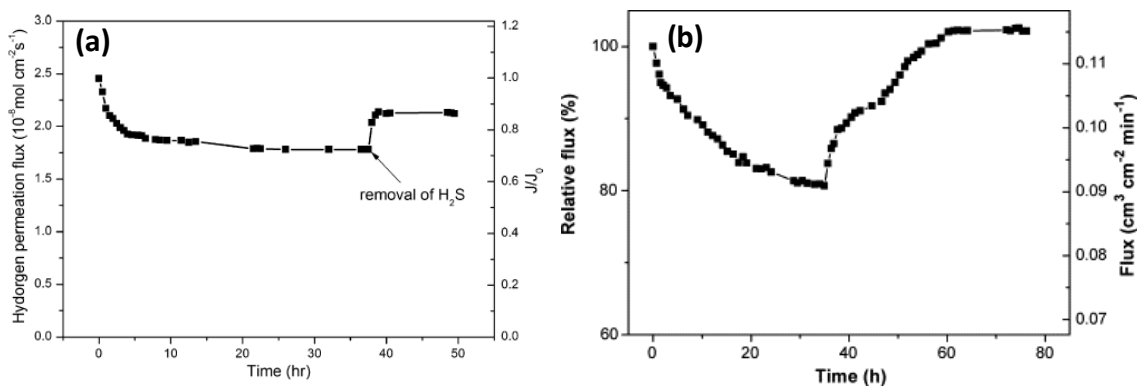 (a)
Hydorgen permeation flux (10⁻⁸mol cm⁻²s⁻¹)
3.0
2.5
2.0
1.5
1.0
0.5
0.0
1.2
1.0
0.8
0.6
0.4
0.2
0.0
J/J₀
removal of H₂S
0 10 20 30 40 50
Time (hr)
(b)
Relative flux (%)
100
80
60
0.11
0.10
0.09
0.08
0.07
Flux (cm³ cm⁻² min⁻¹)
0 20 40 60 80
Time (h)